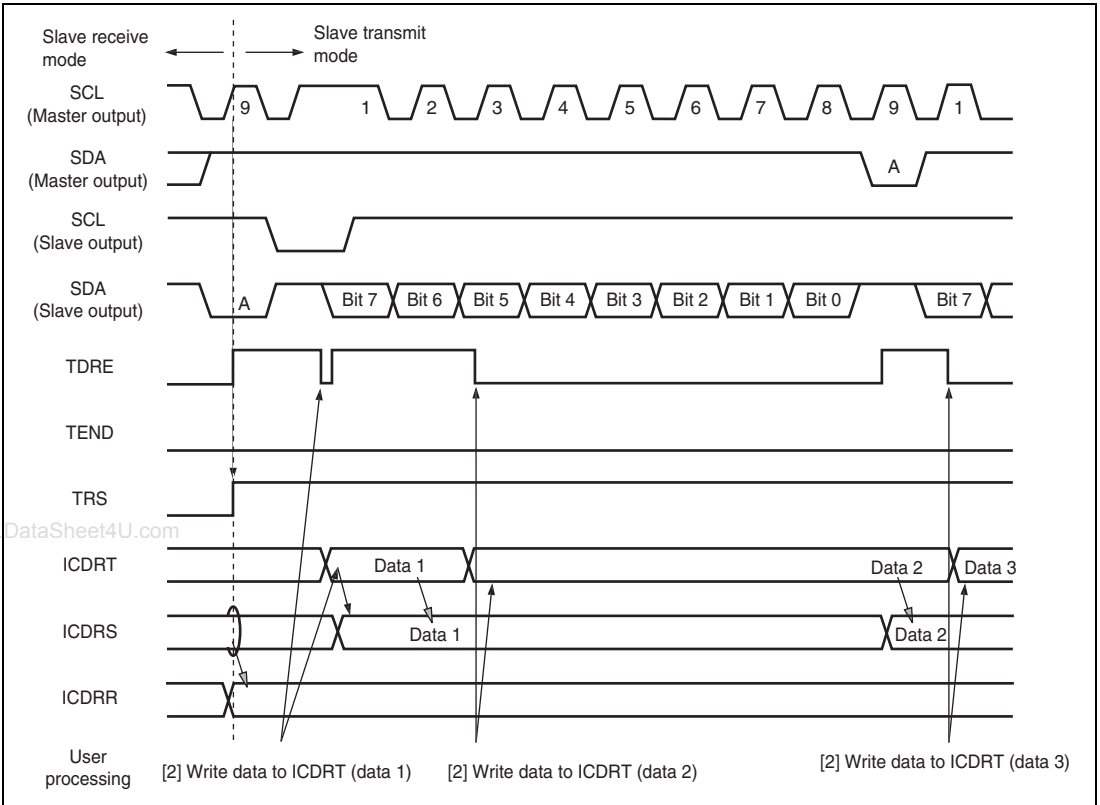 Slave receive
mode
Slave transmit
mode
SCL
(Master output)
9 1 2 3 4 5 6 7 8 9 1
SDA
(Master output)
A
SCL
(Slave output)
SDA
(Slave output)
A Bit 7 Bit 6 Bit 5 Bit 4 Bit 3 Bit 2 Bit 1 Bit 0 Bit 7
TDRE
TEND
TRS
DataSheet4U.com
ICDRT
Data 1 Data 2 Data 3
ICDRS
Data 1 Data 2
ICDRR
User
processing
[2] Write data to ICDRT (data 1) [2] Write data to ICDRT (data 2) [2] Write data to ICDRT (data 3)